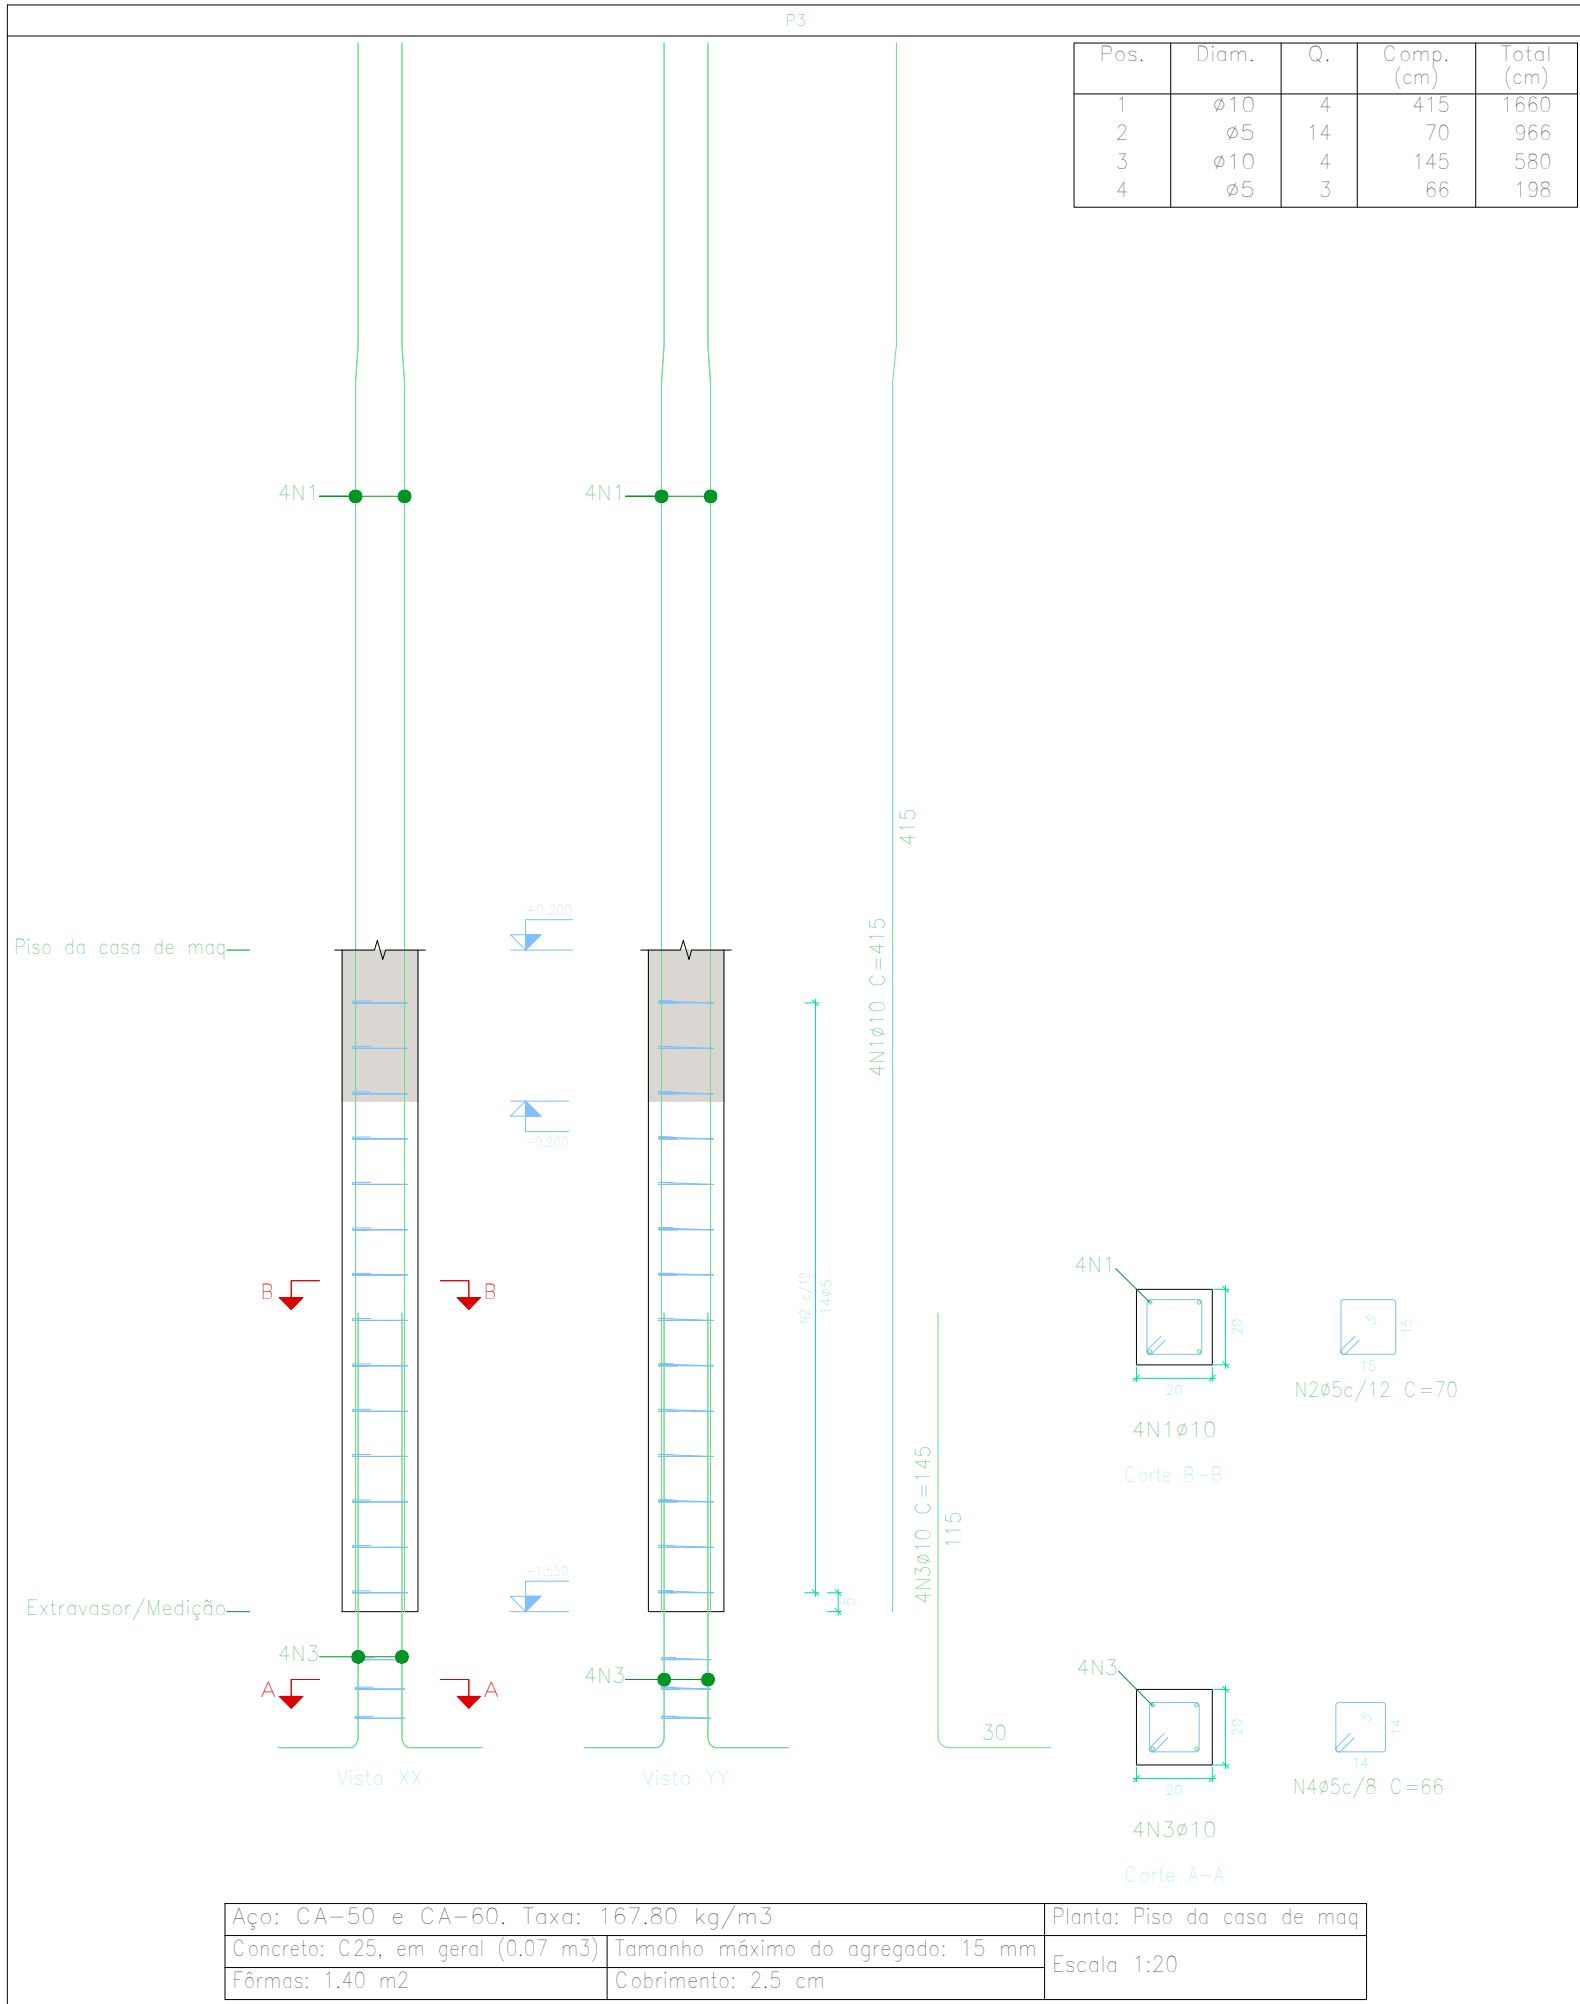 P3
Pos. Diam. Q. Comp. (cm) Total (cm)
1 ø10 4 415 1660
2 ø5 14 70 966
3 ø10 4 145 580
4 ø5 3 66 198
4N1
4N1
415
4N1ø10 C=415
+0.200
Piso da casa de maq
-0.200
B
B
N2 c/12
14ø5
4N1
20
20
4N1ø10
Corte B-B
5
15
15
N2ø5c/12 C=70
4N3ø10 C=145
115
-1.550
5
Extravasor/Medição
4N3
4N3
A
A
30
Vista XX
Vista YY
4N3
20
20
4N3ø10
Corte A-A
5
14
14
N4ø5c/8 C=66
Aço: CA-50 e CA-60. Taxa: 167.80 kg/m3
Planta: Piso da casa de maq
Concreto: C25, em geral (0.07 m3)
Tamanho máximo do agregado: 15 mm
Escala 1:20
Fôrmas: 1.40 m2
Cobrimento: 2.5 cm